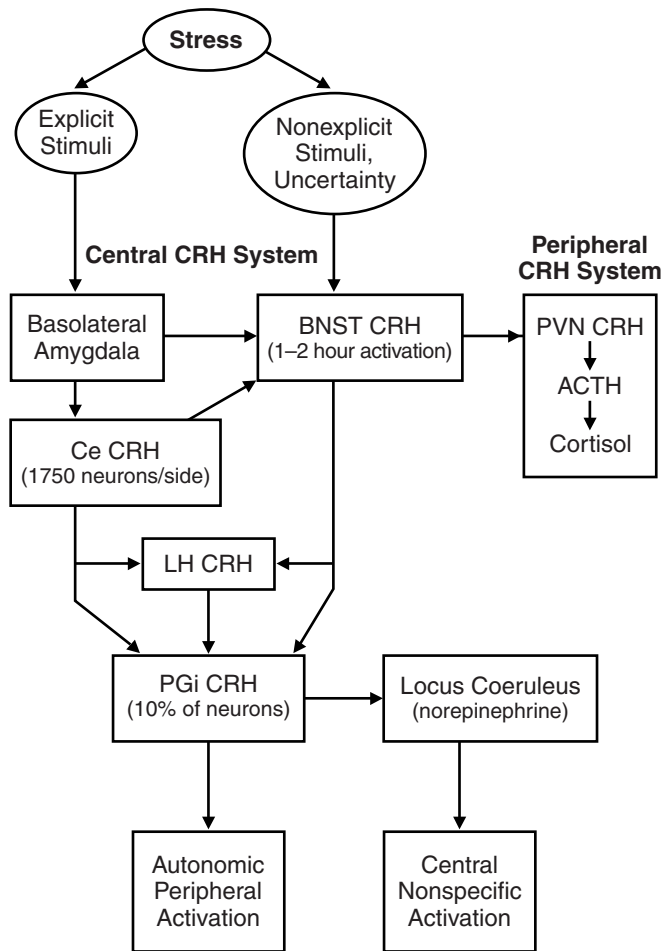 Stress
Explicit
Stimuli
Nonexplicit
Stimuli,
Uncertainty
Central CRH System
Peripheral
CRH System
Basolateral
Amygdala
BNST CRH
(1–2 hour activation)
PVN CRH
ACTH
Cortisol
Ce CRH
(1750 neurons/side)
LH CRH
PGi CRH
(10% of neurons)
Locus Coeruleus
(norepinephrine)
Autonomic
Peripheral
Activation
Central
Nonspecific
Activation